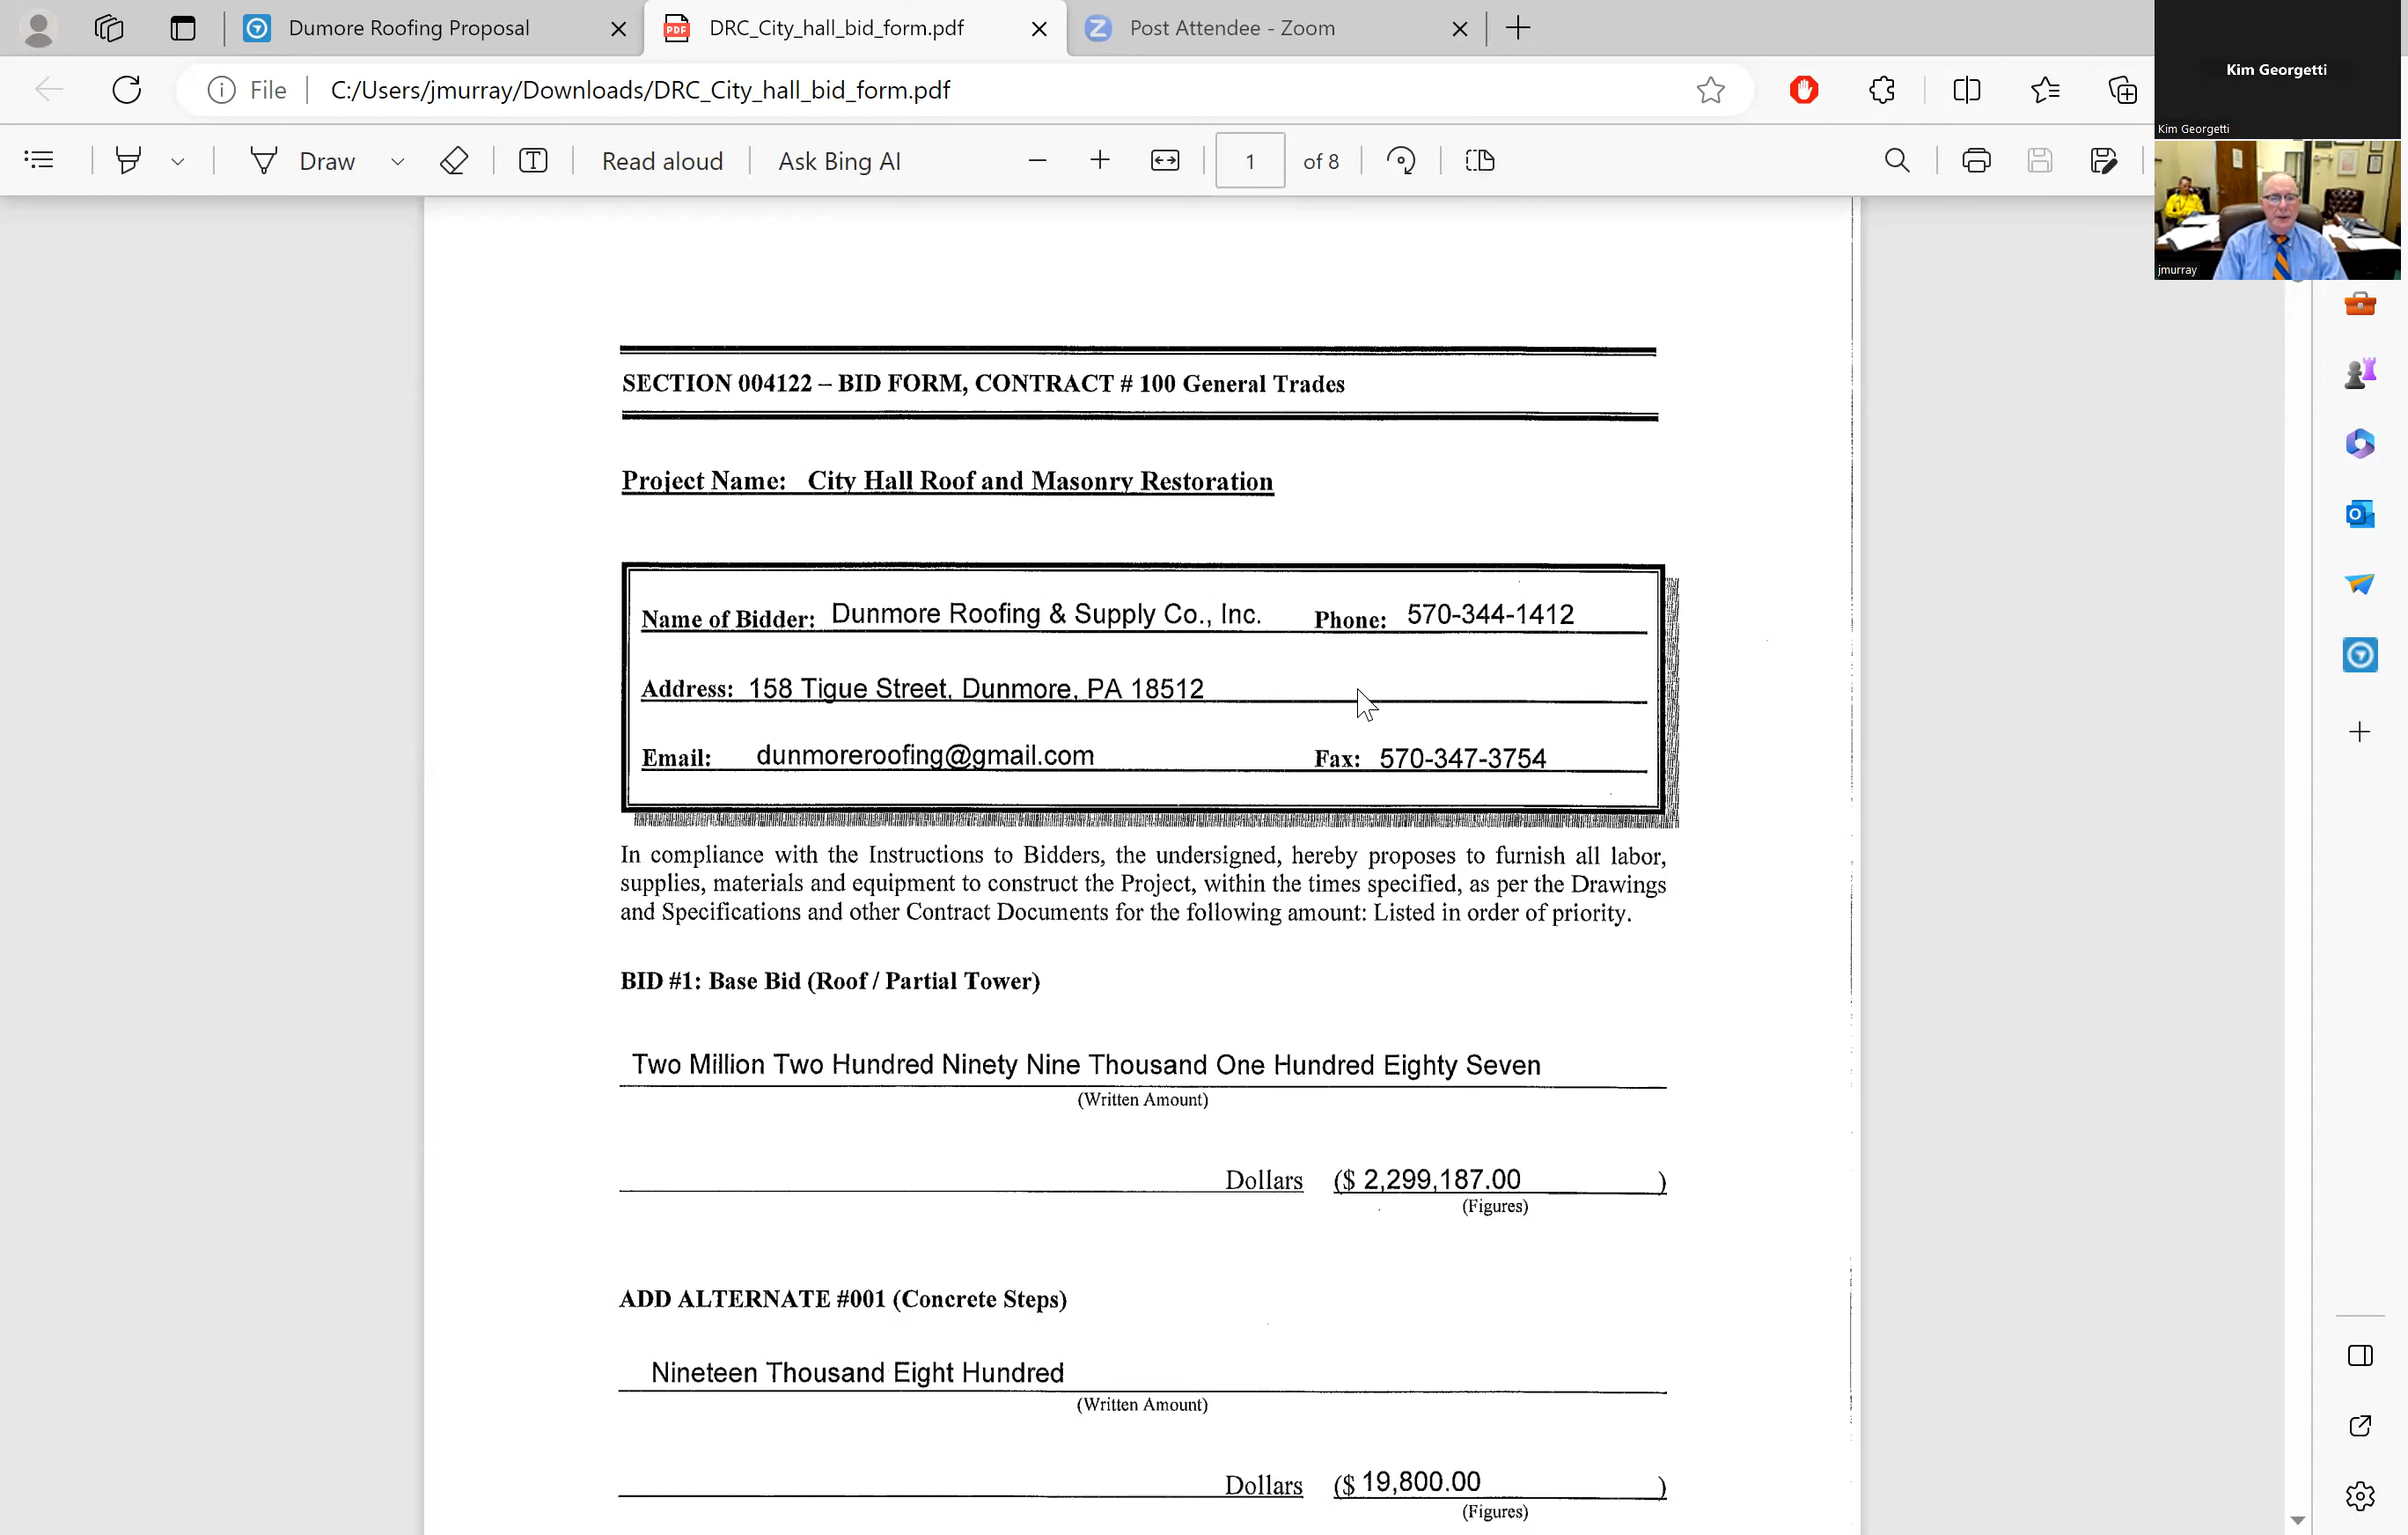 Dumore Roofing Proposal
DRC_City_hall_bid_form.pdf
Post Attendee - Zoom
File
C:/Users/jmurray/Downloads/DRC_City_hall_bid_form.pdf
Draw
Read aloud
Ask Bing AI
1
of 8
Kim Georgetti
Kim Georgetti
jmurray
SECTION 004122 – BID FORM, CONTRACT # 100 General Trades
Project Name: City Hall Roof and Masonry Restoration
Name of Bidder: Dunmore Roofing & Supply Co., Inc. Phone: 570-344-1412
Address: 158 Tigue Street, Dunmore, PA 18512
Email: dunmoreroofing@gmail.com Fax: 570-347-3754
In compliance with the Instructions to Bidders, the undersigned, hereby proposes to furnish all labor,
supplies, materials and equipment to construct the Project, within the times specified, as per the Drawings
and Specifications and other Contract Documents for the following amount: Listed in order of priority.
BID #1: Base Bid (Roof / Partial Tower)
Two Million Two Hundred Ninety Nine Thousand One Hundred Eighty Seven
(Written Amount)
Dollars ($ 2,299,187.00 )
(Figures)
ADD ALTERNATE #001 (Concrete Steps)
Nineteen Thousand Eight Hundred
(Written Amount)
Dollars ($ 19,800.00 )
(Figures)